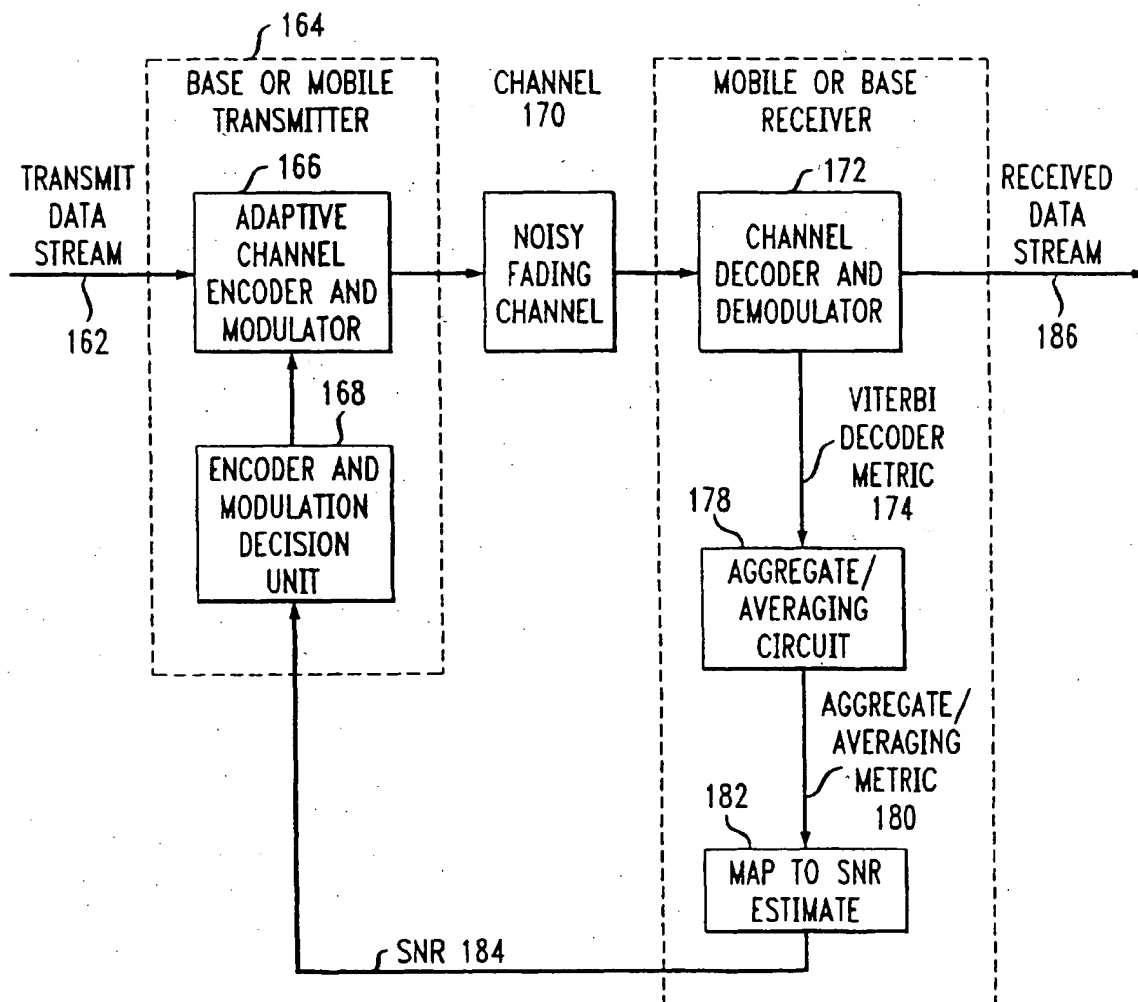 164
BASE OR MOBILE
TRANSMITTER
CHANNEL
170
MOBILE OR BASE
RECEIVER
TRANSMIT
DATA
STREAM
162
166
ADAPTIVE
CHANNEL
ENCODER AND
MODULATOR
NOISY
FADING
CHANNEL
172
CHANNEL
DECODER AND
DEMODULATOR
RECEIVED
DATA
STREAM
186
168
ENCODER AND
MODULATION
DECISION
UNIT
VITERBI
DECODER
METRIC
174
178
AGGREGATE/
AVERAGING
CIRCUIT
AGGREGATE/
AVERAGING
METRIC
180
182
MAP TO SNR
ESTIMATE
SNR 184